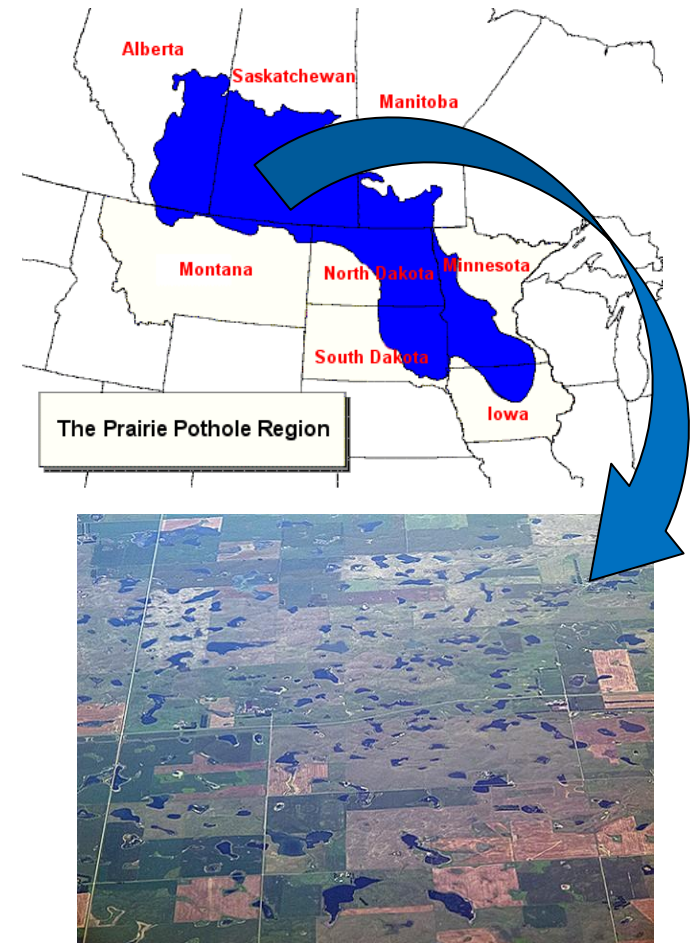 Alberta
Saskatchewan
Manitoba
Montana
North Dakota
Minnesota
South Dakota
Iowa
The Prairie Pothole Region